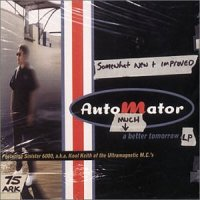 Somewhat New + Improved
AutoMator
MUCH
a better tomorrow LP
Featuring Sinister 6000, a.k.a. Kool Keith of the Ultramagnetic M.C.'s
75
ARK